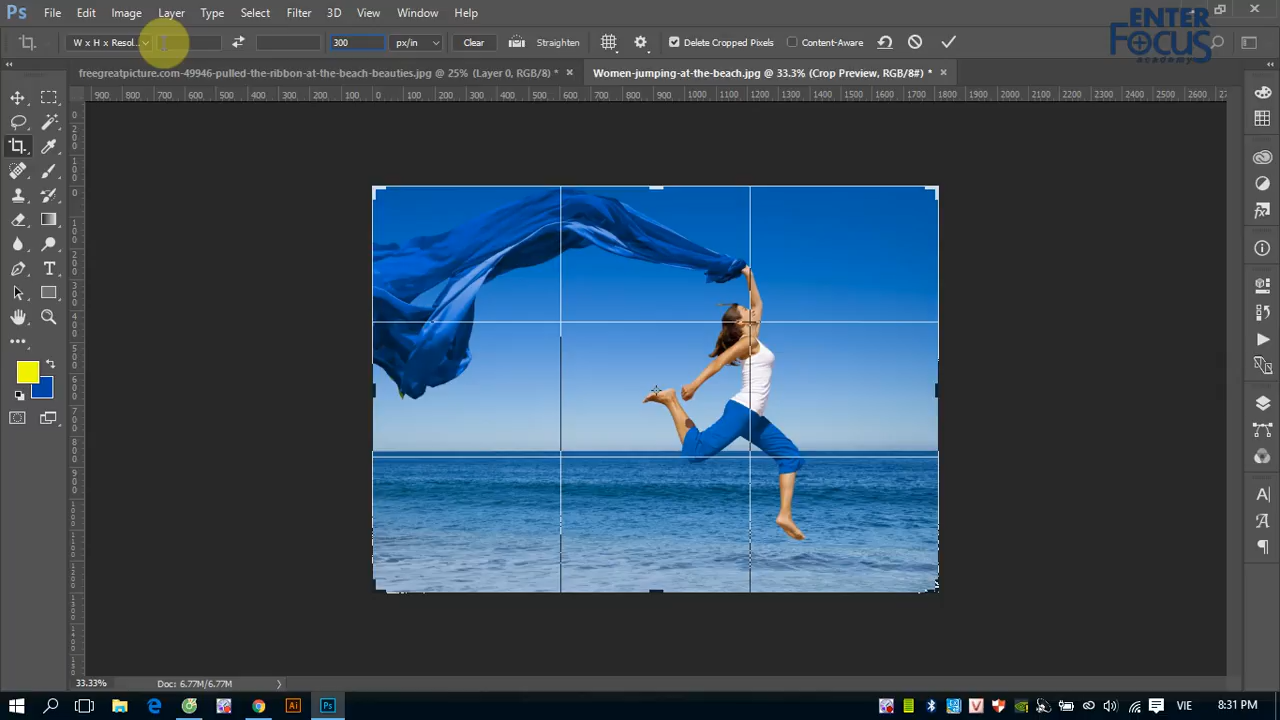 Ps File Edit Image Layer Type Select Filter 3D View Window Help
ENTER
FOCUS
academy
W x H x Resol... 300 px/in Clear Straighten Delete Cropped Pixels Content-Aware
freegreatpicture.com-49946-pulled-the-ribbon-at-the-beach-beauties.jpg @ 25% (Layer 0, RGB/8) * × Women-jumping-at-the-beach.jpg @ 33.3% (Crop Preview, RGB/8#) * ×
900 800 700 600 500 400 300 200 100 0 100 200 300 400 500 600 700 800 900 1000 1100 1200 1300 1400 1500 1600 1700 1800 1900 2000 2100 2200 2300 2400 2500 2600
33.33% Doc: 6.77M/6.77M
Ai Ps VIE 8:31 PM